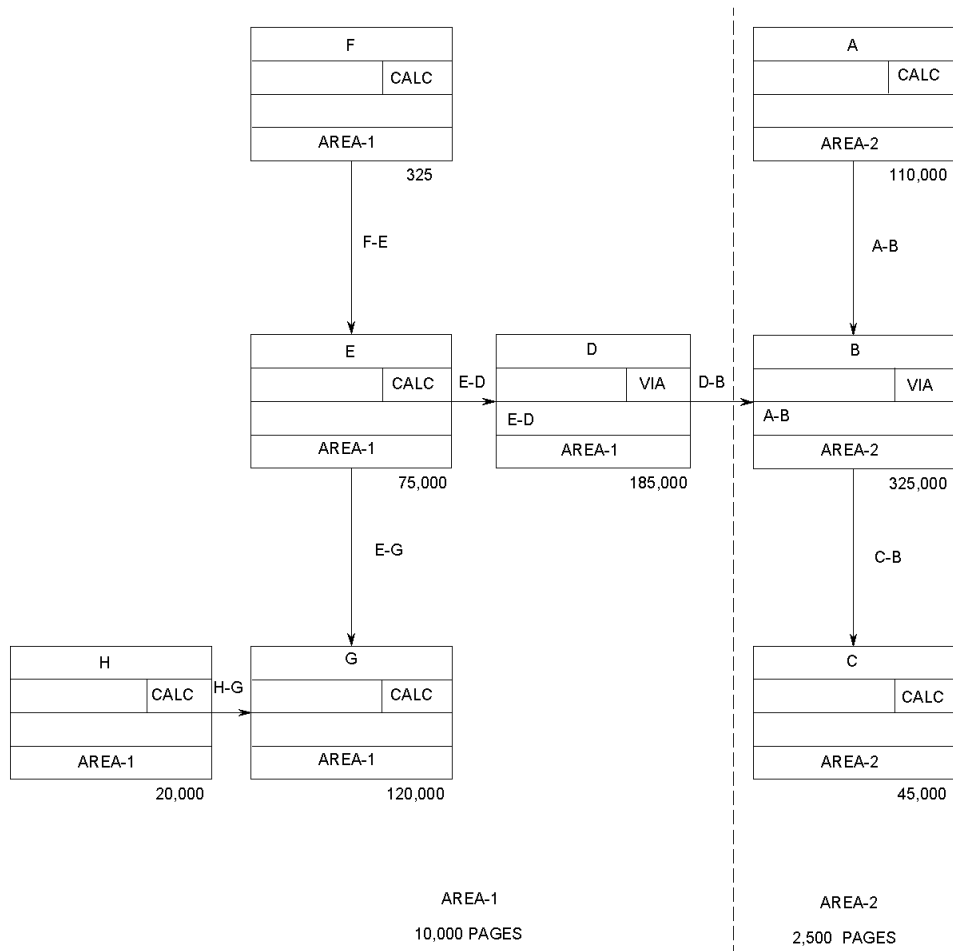 F
CALC
AREA-1
325
A
CALC
AREA-2
110,000
F-E
A-B
E
CALC
AREA-1
75,000
E-D
D
VIA
E-D
AREA-1
185,000
D-B
B
VIA
A-B
AREA-2
325,000
E-G
C-B
H
CALC
AREA-1
20,000
H-G
G
CALC
AREA-1
120,000
C
CALC
AREA-2
45,000
AREA-1
10,000 PAGES
AREA-2
2,500 PAGES